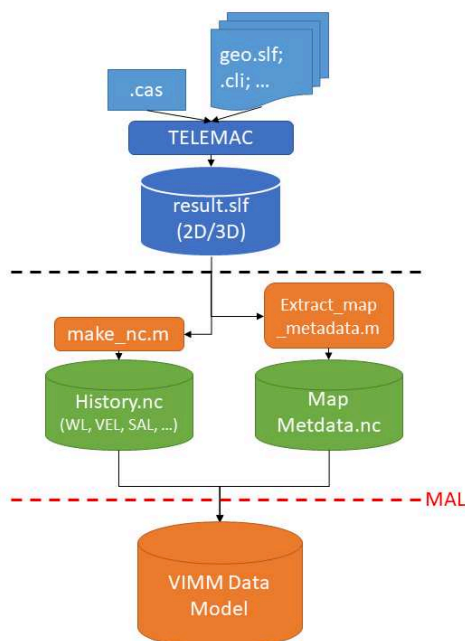 geo.slf;
.cli; ...
.cas
TELEMAC
result.slf
(2D/3D)
Extract_map
_metadata.m
make_nc.m
History.nc
(WL, VEL, SAL, ...)
Map
Metdata.nc
MAL
VIMM Data
Model